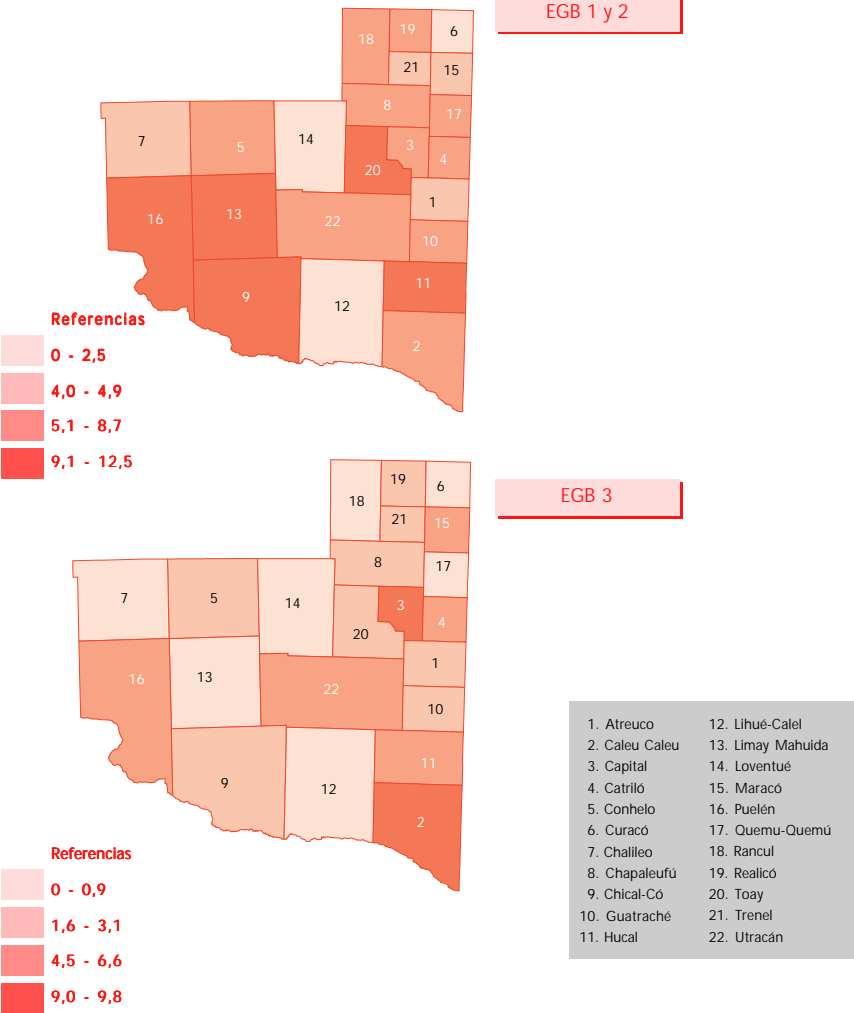 EGB 1 y 2
18 19 6
21 15
8 17
7 5 14 3 4
20
16 13 22 1
10
9 12 11
2
Referencias
0 - 2,5
4,0 - 4,9
5,1 - 8,7
9,1 - 12,5
EGB 3
18 19 6
21 15
8 17
7 5 14 3 4
20
16 13 22 1
10
9 12 11
2
Referencias
0 - 0,9
1,6 - 3,1
4,5 - 6,6
9,0 - 9,8
1. Atreuco
2. Caleu Caleu
3. Capital
4. Catriló
5. Conhelo
6. Curacó
7. Chalileo
8. Chapaleufú
9. Chical-Có
10. Guatraché
11. Hucal
12. Lihué-Calel
13. Limay Mahuida
14. Loventué
15. Maracó
16. Puelén
17. Quemu-Quemú
18. Rancul
19. Realicó
20. Toay
21. Trenel
22. Utracán